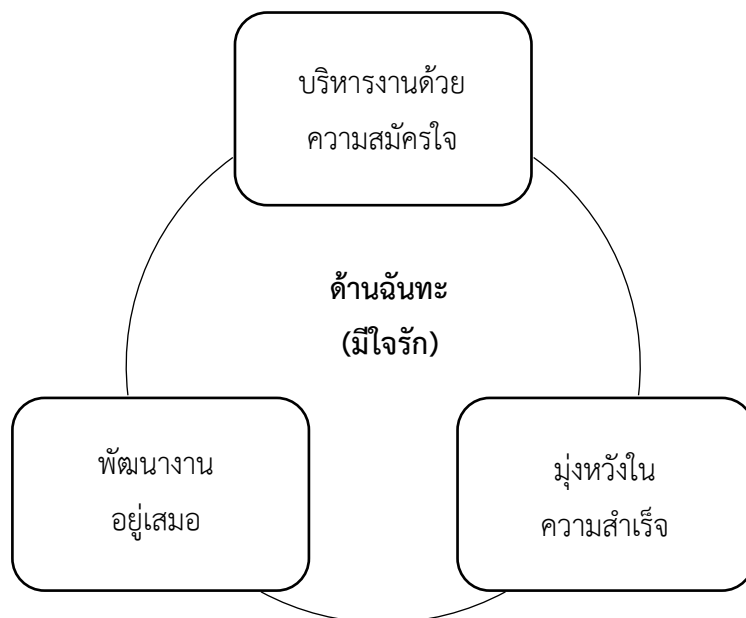 บริหารงานด้วย
ความสมัครใจ
ด้านฉันทะ
(มีใจรัก)
พัฒนางาน
อยู่เสมอ
มุ่งหวังใน
ความสำเร็จ